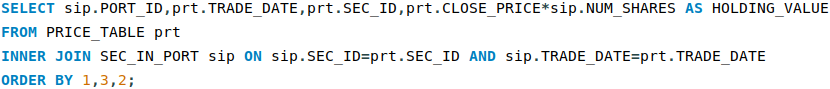 SELECT sip.PORT_ID,prt.TRADE_DATE,prt.SEC_ID,prt.CLOSE_PRICE*sip.NUM_SHARES AS HOLDING_VALUE
FROM PRICE_TABLE prt
INNER JOIN SEC_IN_PORT sip ON sip.SEC_ID=prt.SEC_ID AND sip.TRADE_DATE=prt.TRADE_DATE
ORDER BY 1,3,2;